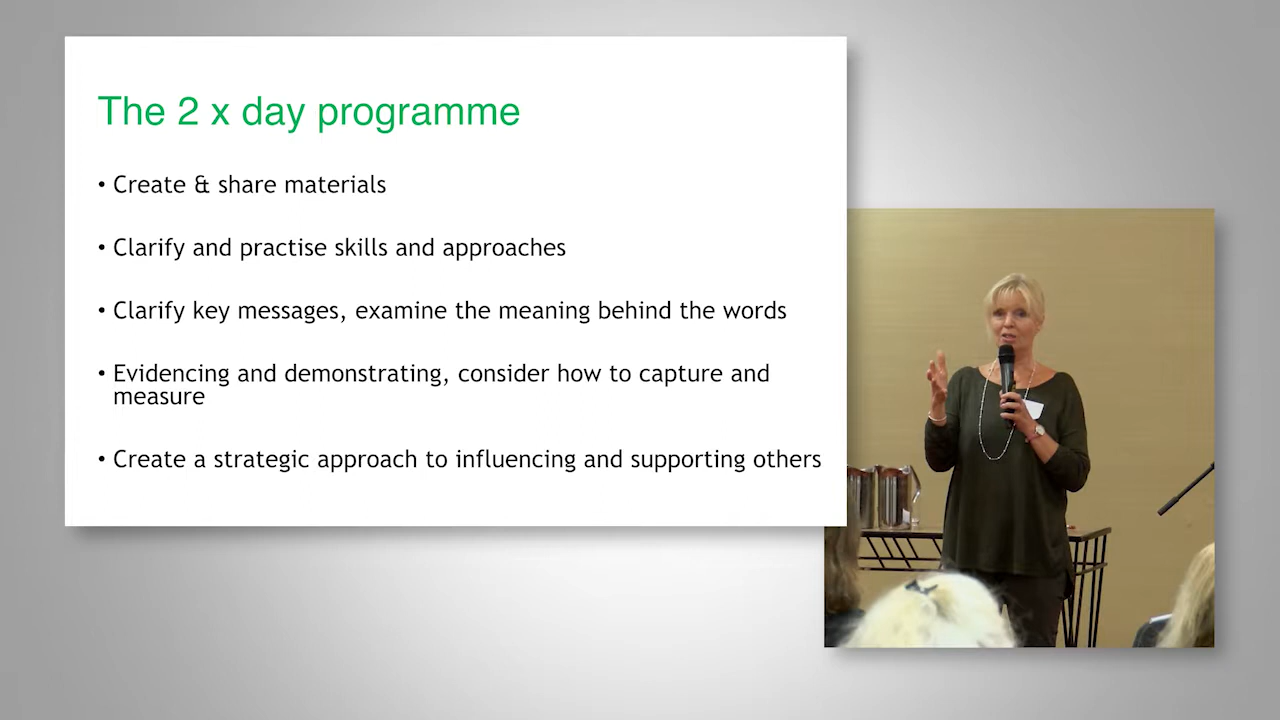 The 2 x day programme
• Create & share materials
• Clarify and practise skills and approaches
• Clarify key messages, examine the meaning behind the words
• Evidencing and demonstrating, consider how to capture and
measure
• Create a strategic approach to influencing and supporting others